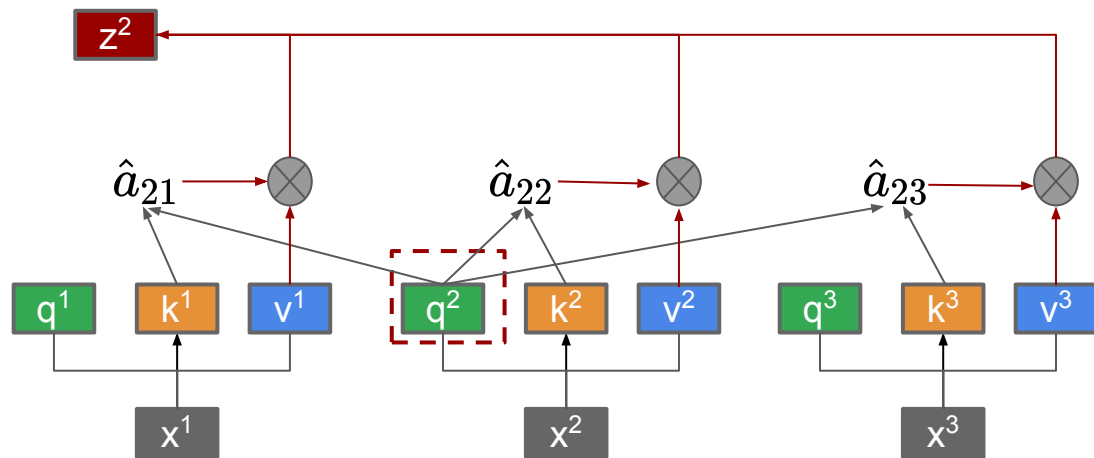 z²
â₂₁ â₂₂ â₂₃
q¹ k¹ v¹ q² k² v² q³ k³ v³
x¹ x² x³